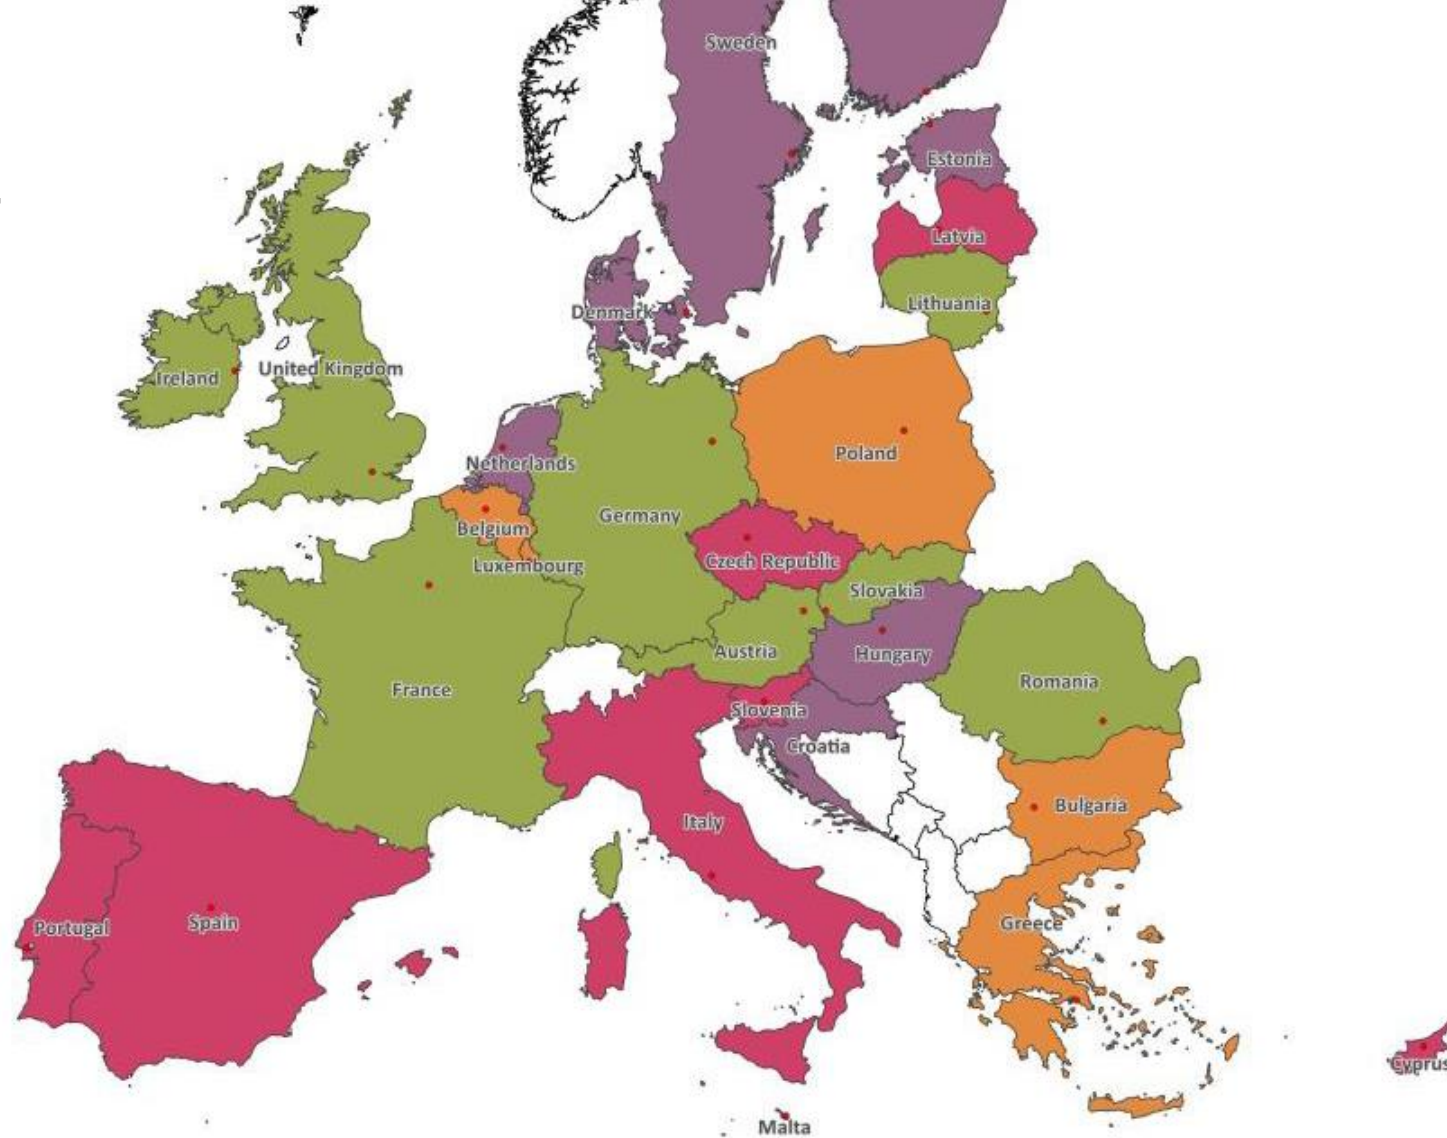 Sweden
Estonia
Latvia
Lithuania
Denmark
United Kingdom
Ireland
Netherlands
Poland
Belgium
Germany
Luxembourg
Czech Republic
Slovakia
Austria
Hungary
France
Romania
Slovenia
Croatia
Bulgaria
Italy
Portugal
Spain
Greece
Cyprus
Malta